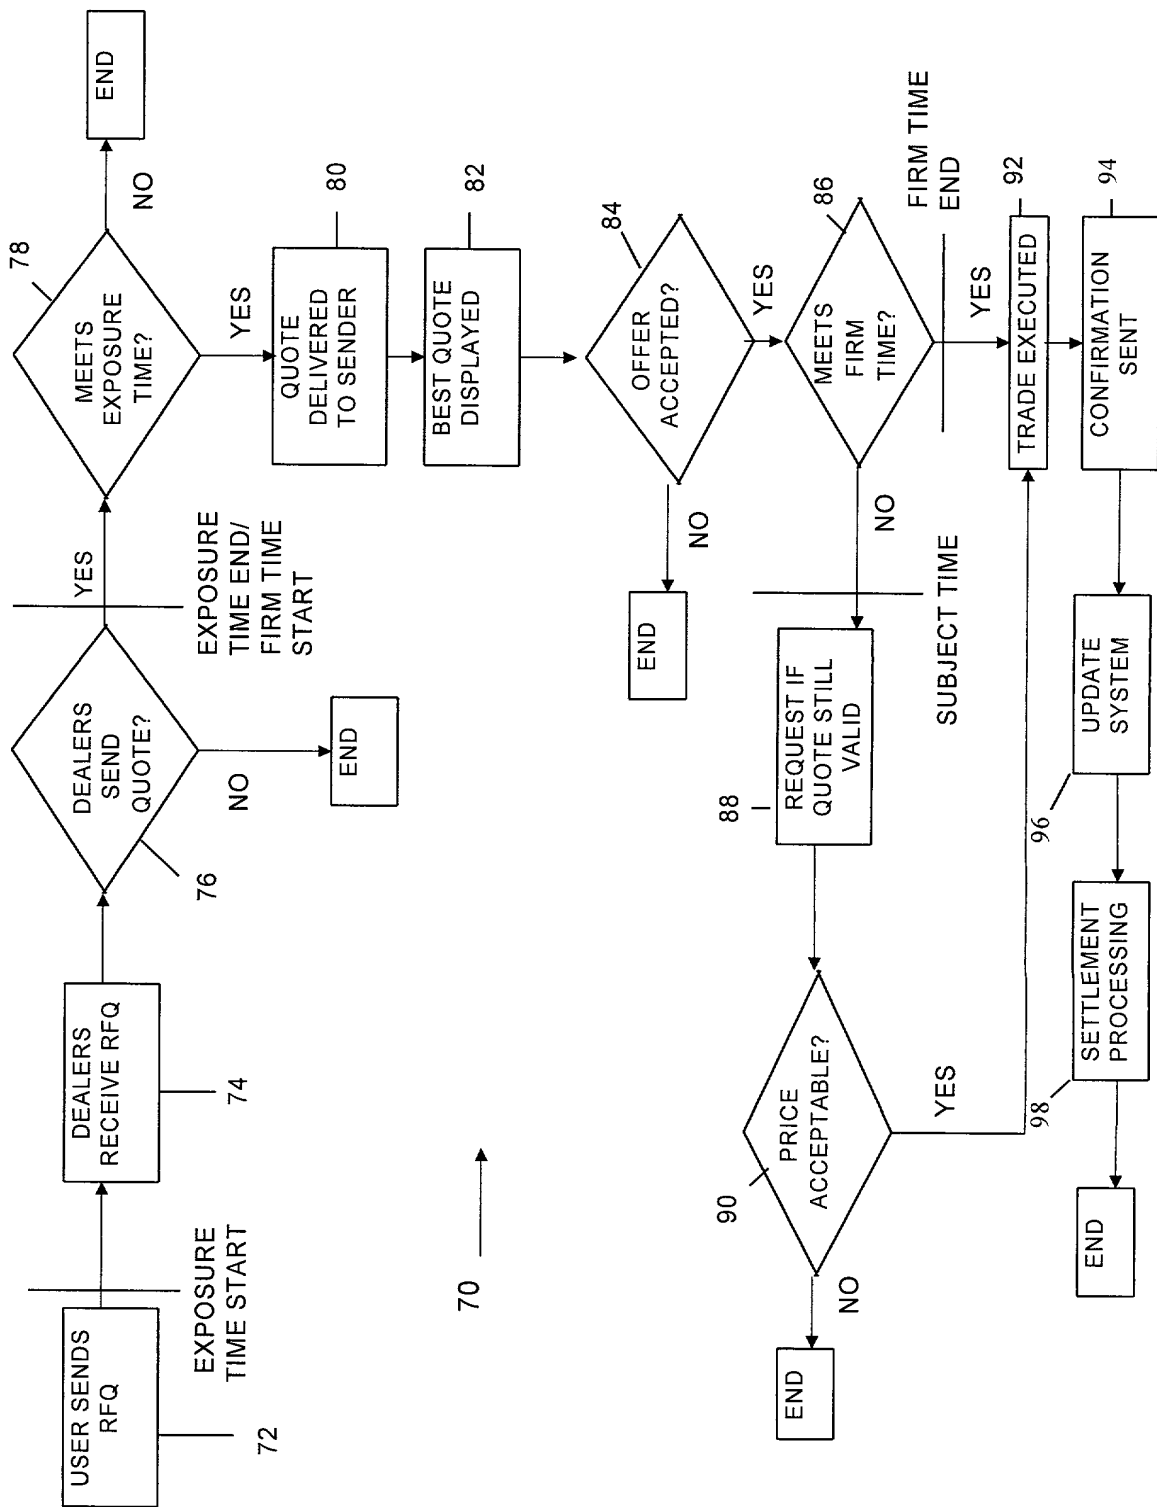 USER SENDS
RFQ
72
EXPOSURE
TIME START
DEALERS
RECEIVE RFQ
74
DEALERS
SEND
QUOTE?
76
NO
END
YES
EXPOSURE
TIME END/
FIRM TIME
START
MEETS
EXPOSURE
TIME?
78
NO
END
YES
QUOTE
DELIVERED
TO SENDER
80
BEST QUOTE
DISPLAYED
82
70
OFFER
ACCEPTED?
84
NO
END
YES
MEETS
FIRM
TIME?
86
NO
SUBJECT TIME
FIRM TIME
END
YES
REQUEST IF
QUOTE STILL
VALID
88
PRICE
ACCEPTABLE?
90
NO
END
YES
TRADE EXECUTED
92
CONFIRMATION
SENT
94
UPDATE
SYSTEM
96
SETTLEMENT
PROCESSING
98
END